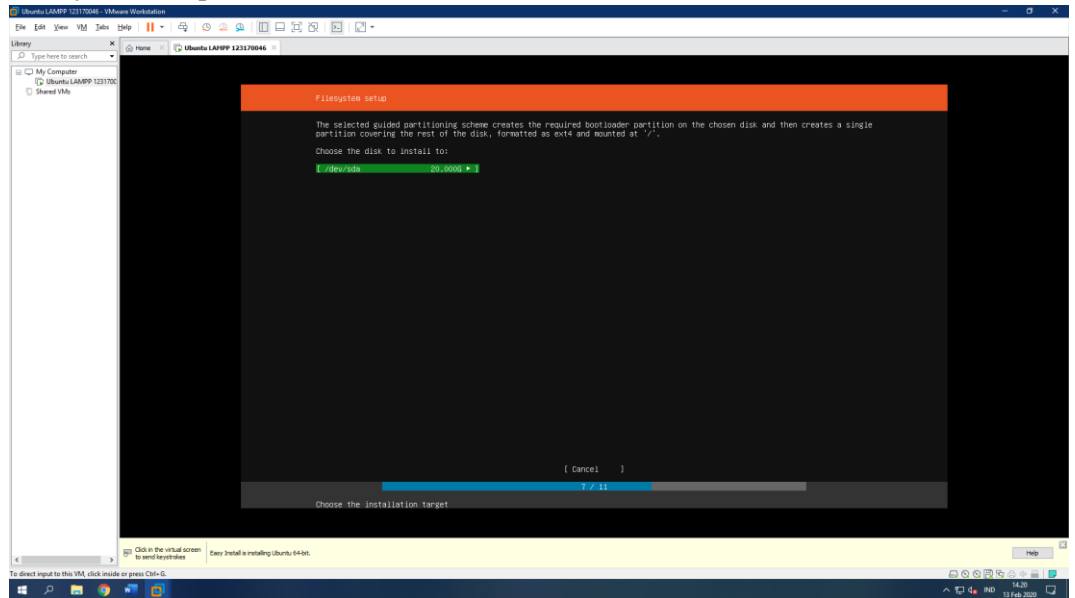 Ubuntu LAMPP 123170046 - VMware Workstation
File Edit View VM Tabs Help
Library
Home
Ubuntu LAMPP 123170046
Type here to search
My Computer
Ubuntu LAMPP 123170
Shared VMs
Filesystem setup
The selected guided partitioning scheme creates the required bootloader partition on the chosen disk and then creates a single
partition covering the rest of the disk, formatted as ext4 and mounted at '/'.
Choose the disk to install to:
[ /dev/sda 20.000G ▸ ]
[ Cancel ]
7 / 11
Choose the installation target
Click in the virtual screen
to send keystrokes
Easy Install is installing Ubuntu 64-bit.
Help
To direct input to this VM, click inside or press Ctrl+G.
IND
14.20
13 Feb 2020